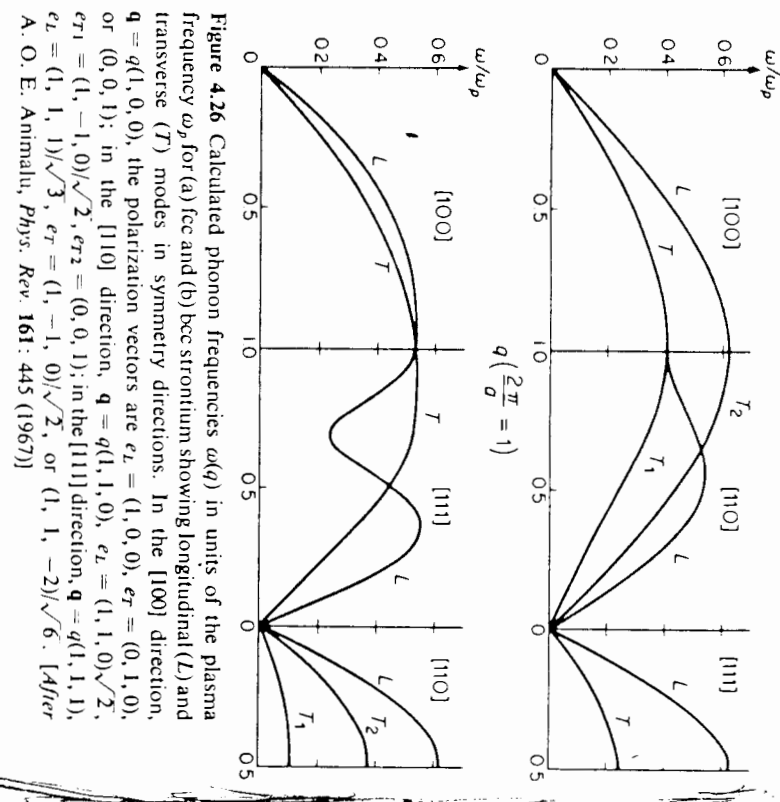 ω/ω_p
0.6
0.4
0.2
0
[100]
[110]
[111]
L
T
T_2
T_1
L
L
T
0.5
1.0
0.5
0
0.5
q (2π/a = 1)
ω/ω_p
0.6
0.4
0.2
0
[100]
[111]
[110]
L
T
T
L
L
T_2
T_1
0.5
1.0
0.5
0
0.5
Figure 4.26 Calculated phonon frequencies ω(q) in units of the plasma
frequency ω_p for (a) fcc and (b) bcc strontium showing longitudinal (L) and
transverse (T) modes in symmetry directions. In the [100] direction,
q = q(1, 0, 0), the polarization vectors are e_L = (1, 0, 0), e_T = (0, 1, 0),
or (0, 0, 1); in the [110] direction, q = q(1, 1, 0), e_L = (1, 1, 0)√2,
e_T1 = (1, −1, 0)/√2, e_T2 = (0, 0, 1); in the [111] direction, q = q(1, 1, 1),
e_L = (1, 1, 1)/√3, e_T = (1, −1, 0)/√2, or (1, 1, −2)/√6. [After
A. O. E. Animalu, Phys. Rev. 161: 445 (1967)]